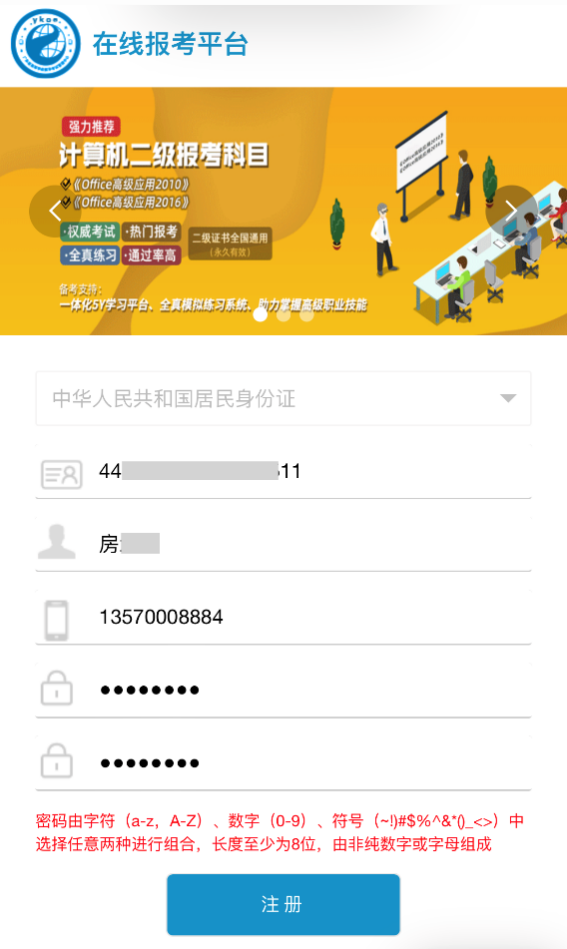 在线报考平台
强力推荐
计算机二级报考科目
《Office高级应用2010》
《Office高级应用2016》
·权威考试 ·热门报考
·全真练习 ·通过率高
二级证书全国通用
（永久有效）
备考支持：
一体化5Y学习平台、全真模拟练习系统、助力掌握高级职业技能
中华人民共和国居民身份证
44 11
房
13570008884
密码由字符（a-z，A-Z）、数字（0-9）、符号（~!)#$%^&*()_<>）中
选择任意两种进行组合，长度至少为8位，由非纯数字或字母组成
注 册